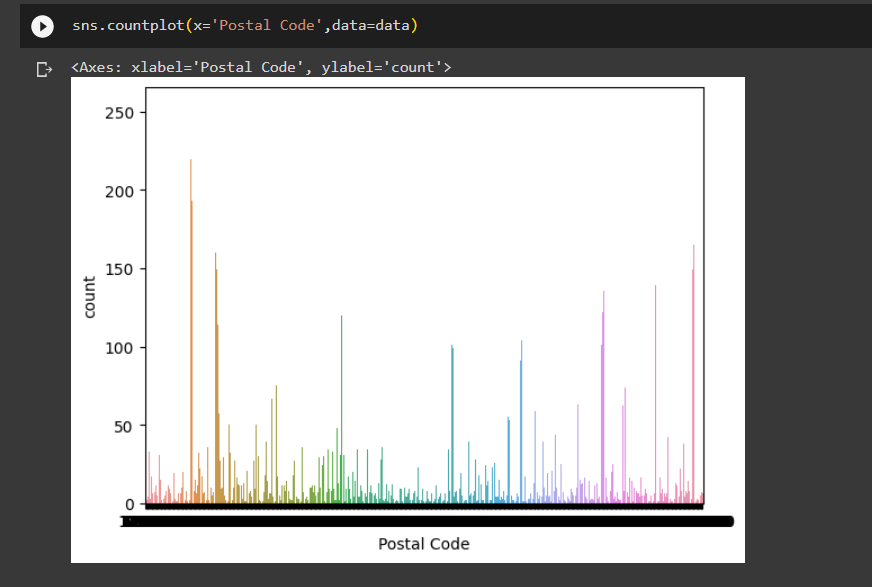 sns.countplot(x='Postal Code',data=data)
<Axes: xlabel='Postal Code', ylabel='count'>
250
200
150
100
50
0
count
Postal Code